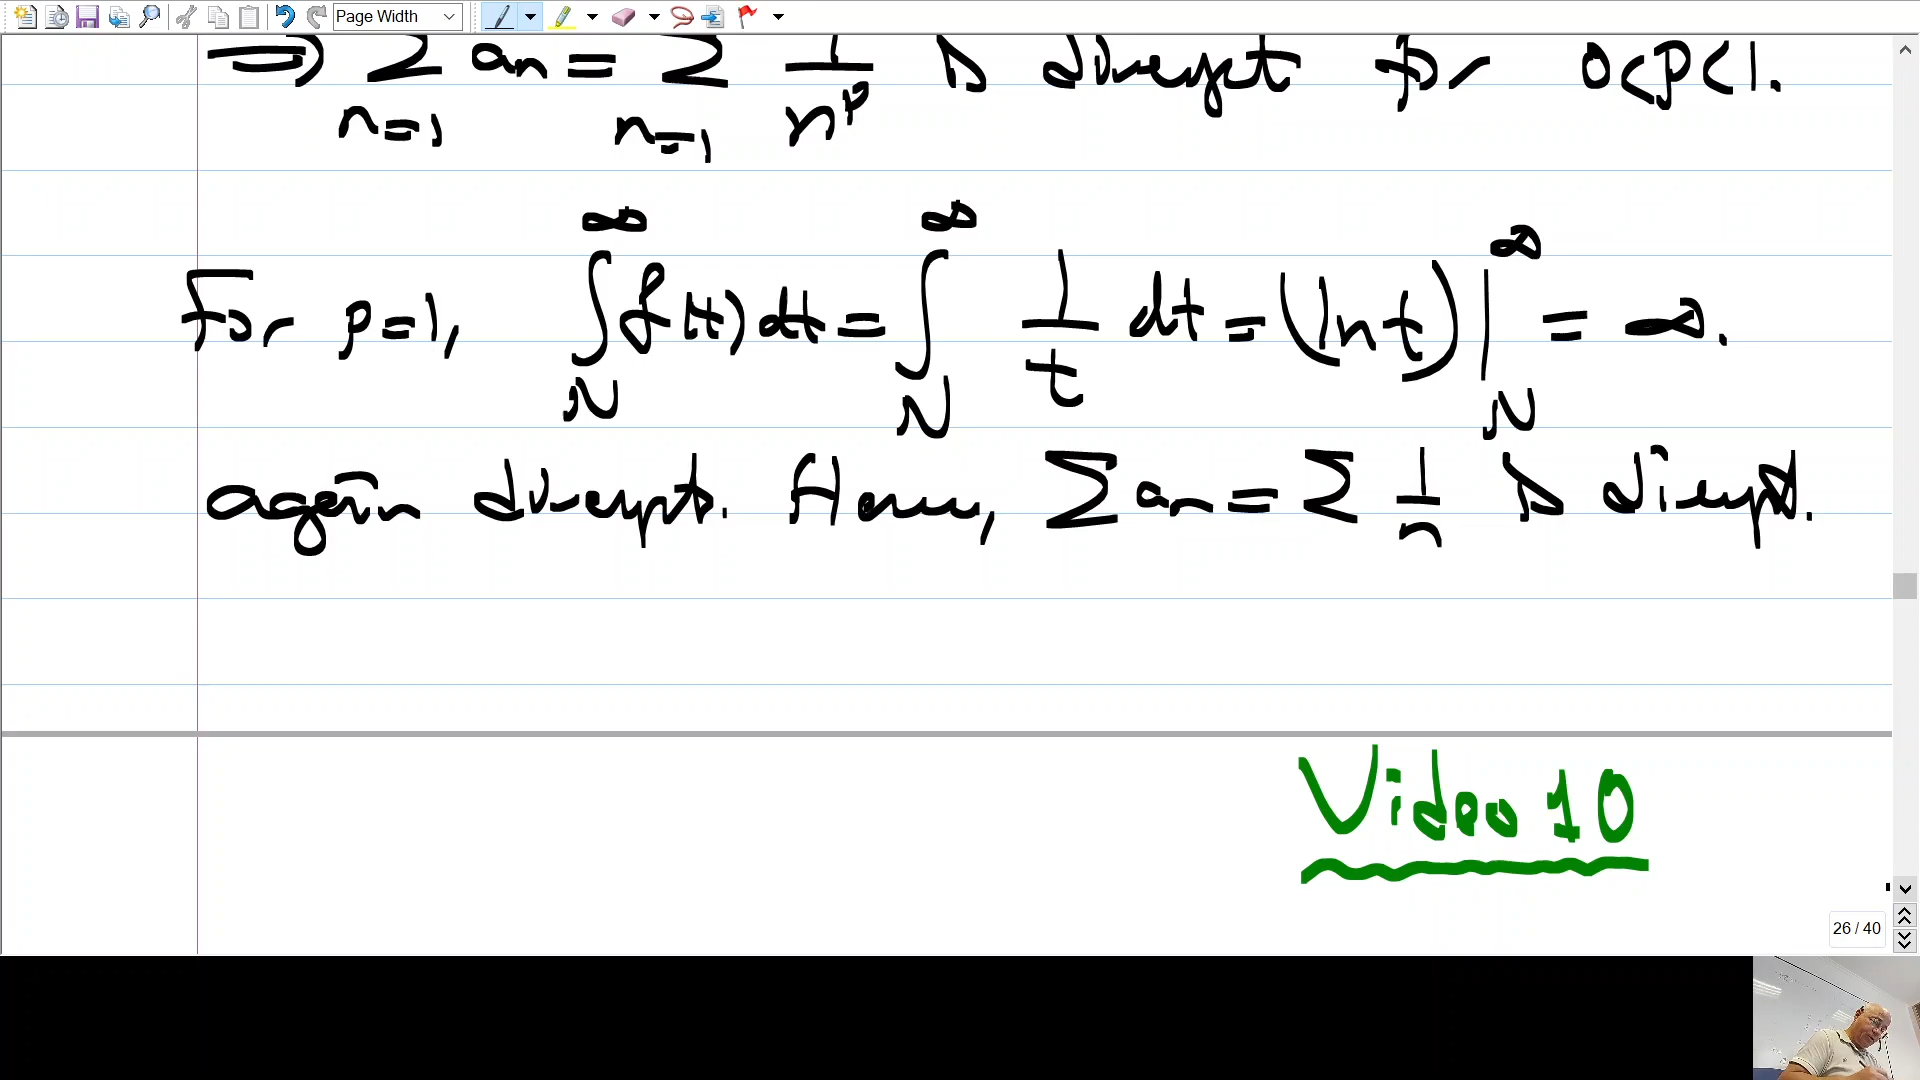 Page Width
⇒ Σ an = Σ 1/n^p is divergent for 0<p<1.
n=1 n=1
For p=1, ∫_N^∞ f(t) dt = ∫_N^∞ 1/t dt = (ln t)|_N^∞ = ∞.
again divergent. Hence, Σ an = Σ 1/n is divergent.
Video 10
26 / 40